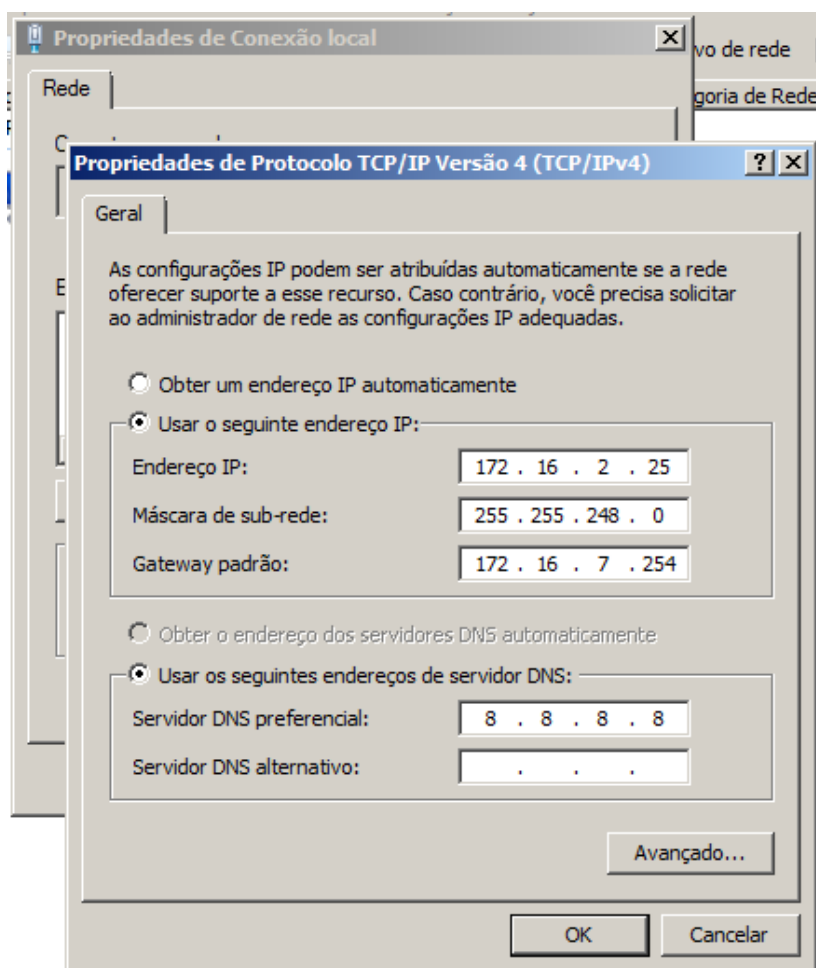 Propriedades de Conexão local
vo de rede
Rede
goria de Rede
Propriedades de Protocolo TCP/IP Versão 4 (TCP/IPv4)
Geral
As configurações IP podem ser atribuídas automaticamente se a rede
oferecer suporte a esse recurso. Caso contrário, você precisa solicitar
ao administrador de rede as configurações IP adequadas.
E
Obter um endereço IP automaticamente
Usar o seguinte endereço IP:
Endereço IP: 172 . 16 . 2 . 25
Máscara de sub-rede: 255 . 255 . 248 . 0
Gateway padrão: 172 . 16 . 7 . 254
Obter o endereço dos servidores DNS automaticamente
Usar os seguintes endereços de servidor DNS:
Servidor DNS preferencial: 8 . 8 . 8 . 8
Servidor DNS alternativo: . . .
Avançado...
OK Cancelar